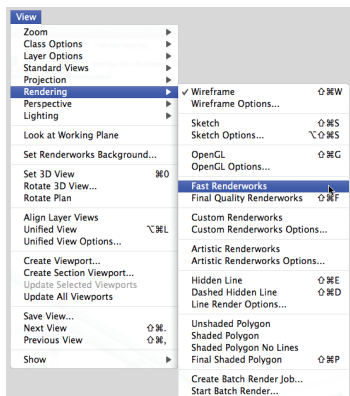 View
Zoom
Class Options
Layer Options
Standard Views
Projection
Rendering
Perspective
Lighting
Look at Working Plane
Set Renderworks Background...
Set 3D View ⌘0
Rotate 3D View...
Rotate Plan
Align Layer Views
Unified View ⌥⌘L
Unified View Options...
Create Viewport...
Create Section Viewport...
Update Selected Viewports
Update All Viewports
Save View...
Next View ⇧⌘.
Previous View ⇧⌘,
Show
✓ Wireframe ⇧⌘W
Wireframe Options...
Sketch ⇧⌘S
Sketch Options... ⌥⇧⌘S
OpenGL ⇧⌘G
OpenGL Options...
Fast Renderworks
Final Quality Renderworks ⇧⌘F
Custom Renderworks
Custom Renderworks Options...
Artistic Renderworks
Artistic Renderworks Options...
Hidden Line ⇧⌘E
Dashed Hidden Line ⇧⌘D
Line Render Options...
Unshaded Polygon
Shaded Polygon
Shaded Polygon No Lines
Final Shaded Polygon ⇧⌘P
Create Batch Render Job...
Start Batch Render...